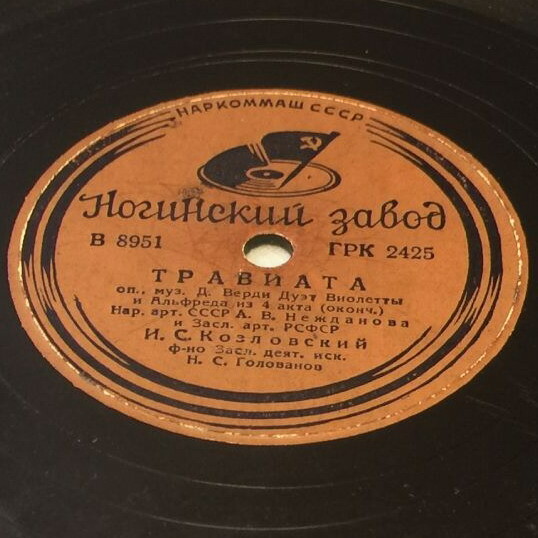 НАРКОММАШ СССР
Ногинский завод
В 8951 ГРК 2425
ТРАВИАТА
оп., муз. Д. Верди Дуэт Виолетты
и Альфреда из 4 акта (оконч.)
Нар. арт. СССР А. В. Нежданова
и Засл. арт. РСФСР
И. С. Козловский
ф-но Засл. деят. иск.
Н. С. Голованов